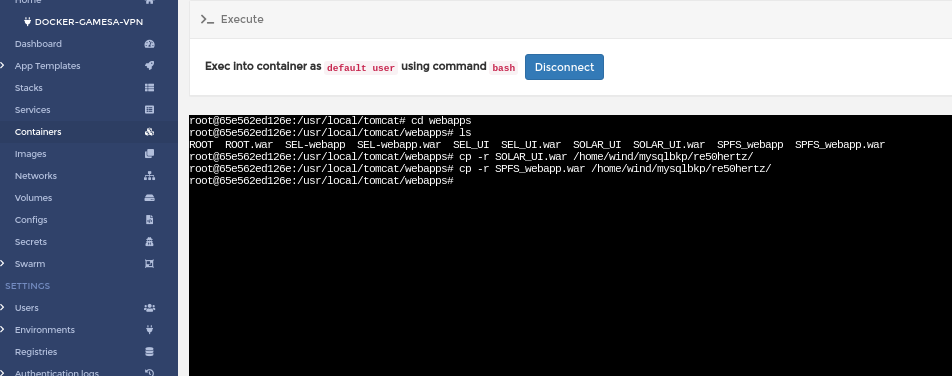 Home
DOCKER-GAMESA-VPN
Dashboard
App Templates
Stacks
Services
Containers
Images
Networks
Volumes
Configs
Secrets
Swarm
SETTINGS
Users
Environments
Registries
Authentication logs
Execute
Exec into container as default user using command bash Disconnect
root@65e562ed126e:/usr/local/tomcat# cd webapps
root@65e562ed126e:/usr/local/tomcat/webapps# ls
ROOT ROOT.war SEL-webapp SEL-webapp.war SEL_UI SEL_UI.war SOLAR_UI SOLAR_UI.war SPFS_webapp SPFS_webapp.war
root@65e562ed126e:/usr/local/tomcat/webapps# cp -r SOLAR_UI.war /home/wind/mysqlbkp/re50hertz/
root@65e562ed126e:/usr/local/tomcat/webapps# cp -r SPFS_webapp.war /home/wind/mysqlbkp/re50hertz/
root@65e562ed126e:/usr/local/tomcat/webapps#